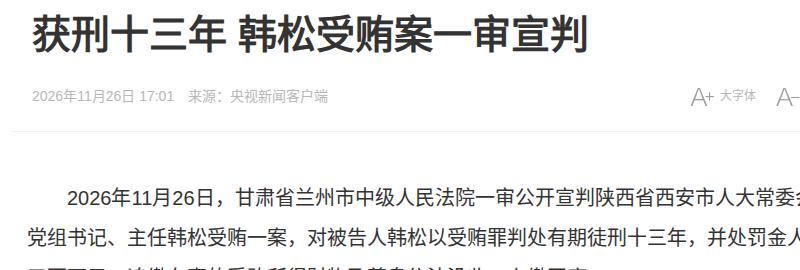 获刑十三年 韩松受贿案一审宣判
2026年11月26日 17:01 来源：央视新闻客户端 A+ 大字体 A-
2026年11月26日，甘肃省兰州市中级人民法院一审公开宣判陕西省西安市人大常委会
党组书记、主任韩松受贿一案，对被告人韩松以受贿罪判处有期徒刑十三年，并处罚金人